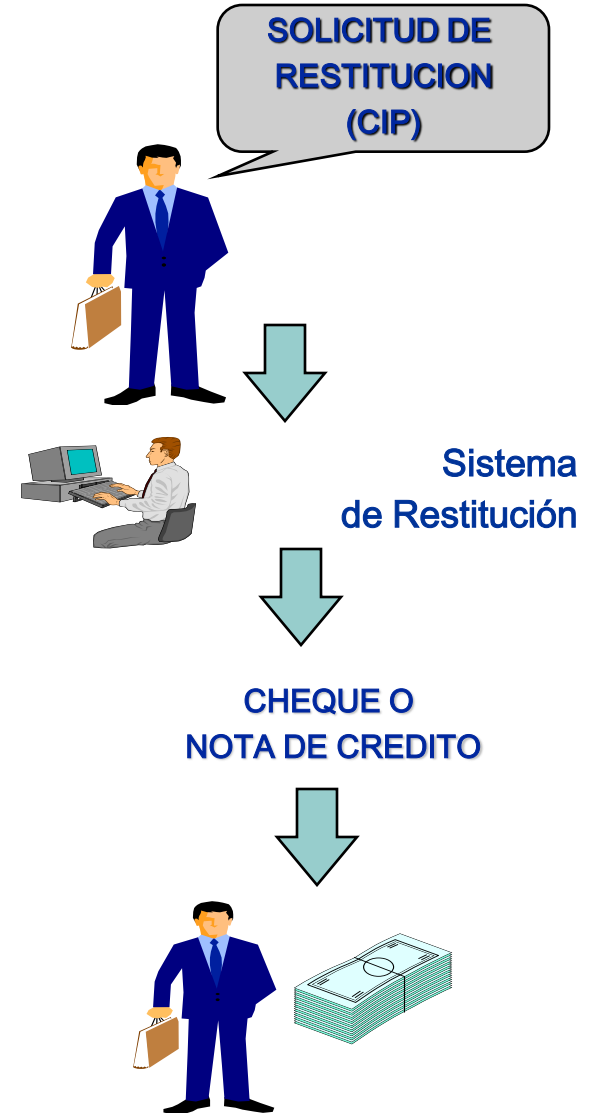 SOLICITUD DE
RESTITUCION
(CIP)
Sistema
de Restitución
CHEQUE O
NOTA DE CREDITO